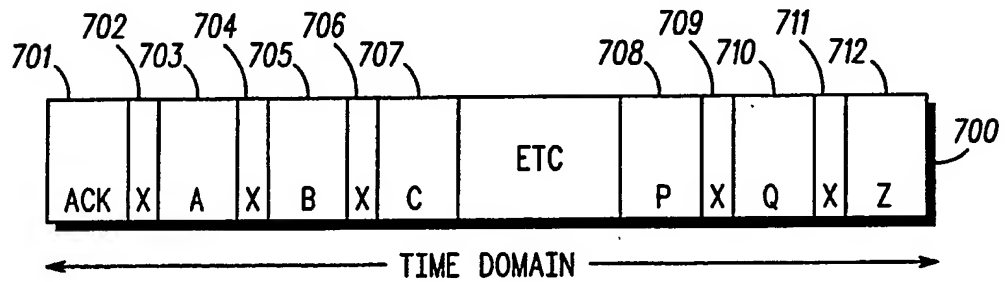 701 702 703 704 705 706 707 708 709 710 711 712
700
ACK X A X B X C ETC P X Q X Z
TIME DOMAIN